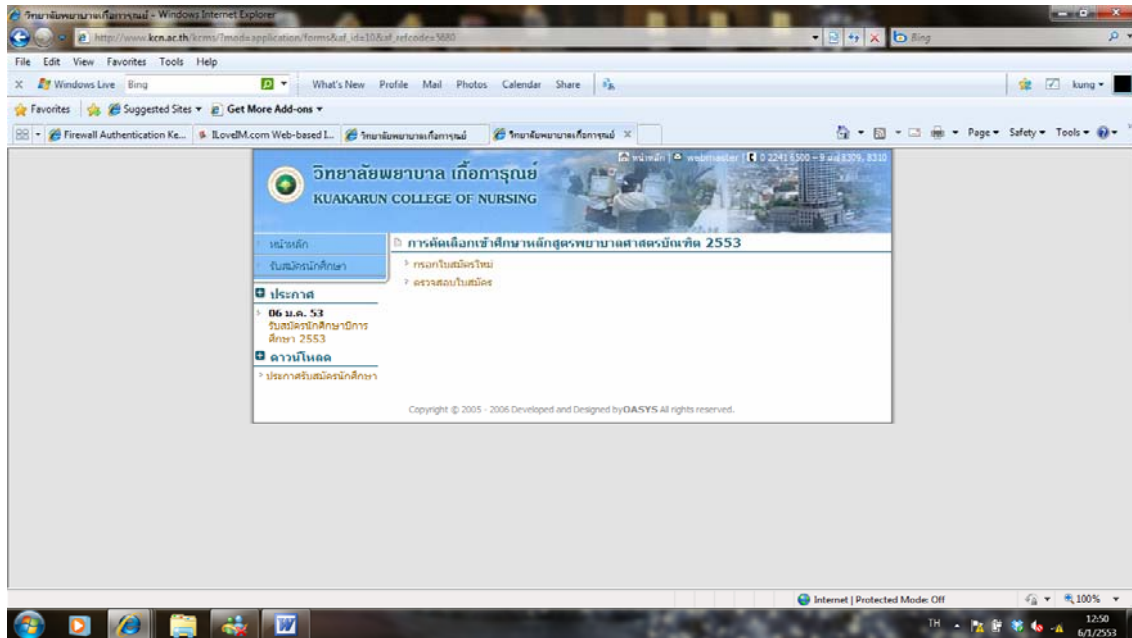 วิทยาลัยพยาบาลเกื้อการุณย์ - Windows Internet Explorer
http://www.kcn.ac.th/kcms/?mod=application/forms&af_id=10&af_refcode=5680
Bing
File Edit View Favorites Tools Help
Windows Live Bing What's New Profile Mail Photos Calendar Share kung
Favorites Suggested Sites Get More Add-ons
Firewall Authentication Ke... ILoveIM.com Web-based I... วิทยาลัยพยาบาลเกื้อการุณย์ วิทยาลัยพยาบาลเกื้อการุณย์ Page Safety Tools
หน้าหลัก | webmaster | 0 2241 6500 - 9 ต่อ 8309, 8310
วิทยาลัยพยาบาล เกื้อการุณย์
KUAKARUN COLLEGE OF NURSING
หน้าหลัก
รับสมัครนักศึกษา
การคัดเลือกเข้าศึกษาหลักสูตรพยาบาลศาสตรบัณฑิต 2553
กรอกใบสมัครใหม่
ตรวจสอบใบสมัคร
ประกาศ
06 ม.ค. 53
รับสมัครนักศึกษาปีการ
ศึกษา 2553
ดาวน์โหลด
ประกาศรับสมัครนักศึกษา
Copyright © 2005 - 2006 Developed and Designed by OASYS All rights reserved.
Internet | Protected Mode: Off 100%
TH 12:50
6/1/2553